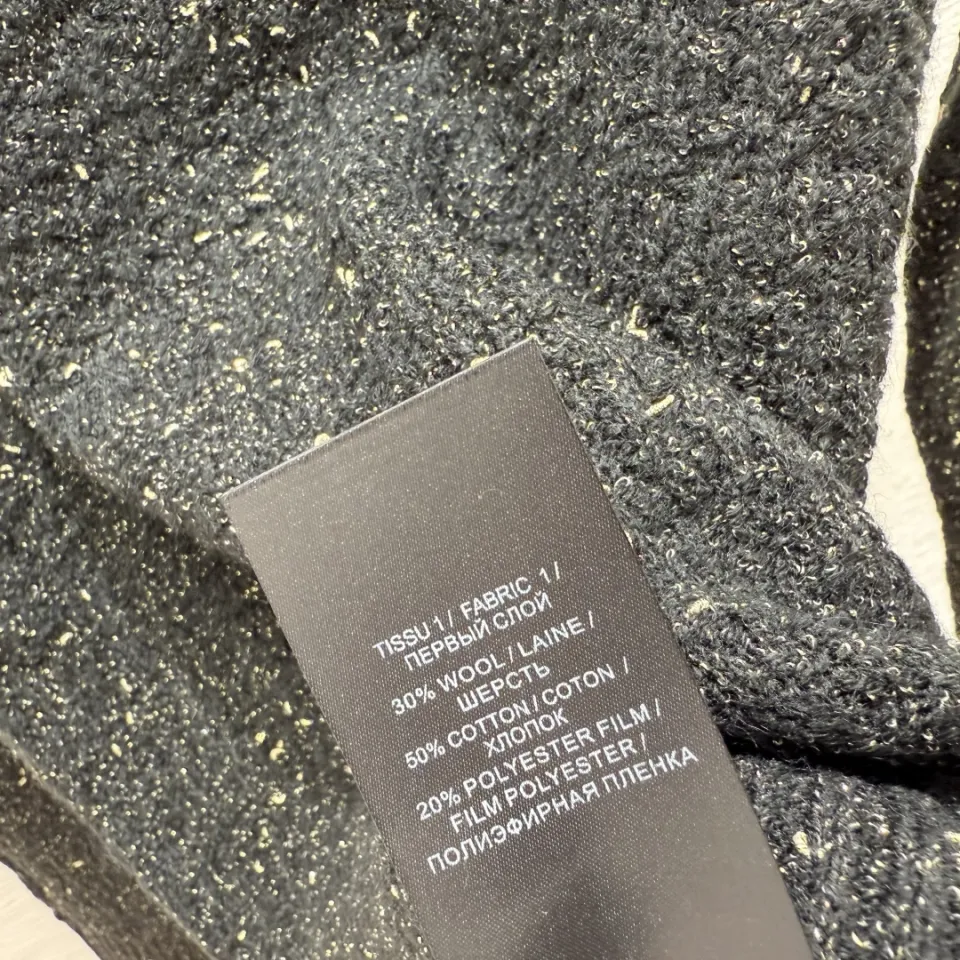 TISSU 1 / FABRIC 1 /
ПЕРВЫЙ СЛОЙ
30% WOOL / LAINE /
ШЕРСТЬ
50% COTTON / COTON /
ХЛОПОК
20% POLYESTER FILM /
FILM POLYESTER /
ПОЛИЭФИРНАЯ ПЛЕНКА